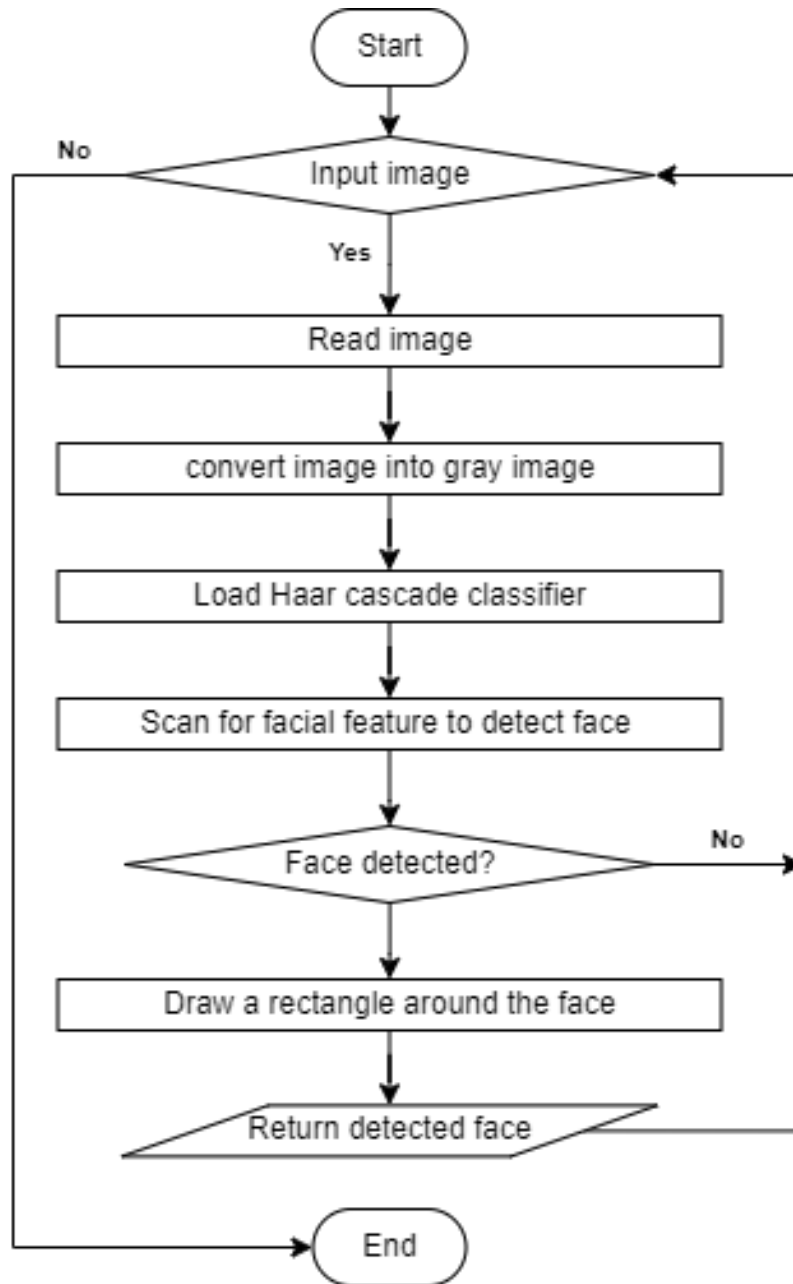 Start
No
Input image
Yes
Read image
convert image into gray image
Load Haar cascade classifier
Scan for facial feature to detect face
No
Face detected?
Draw a rectangle around the face
Return detected face
End